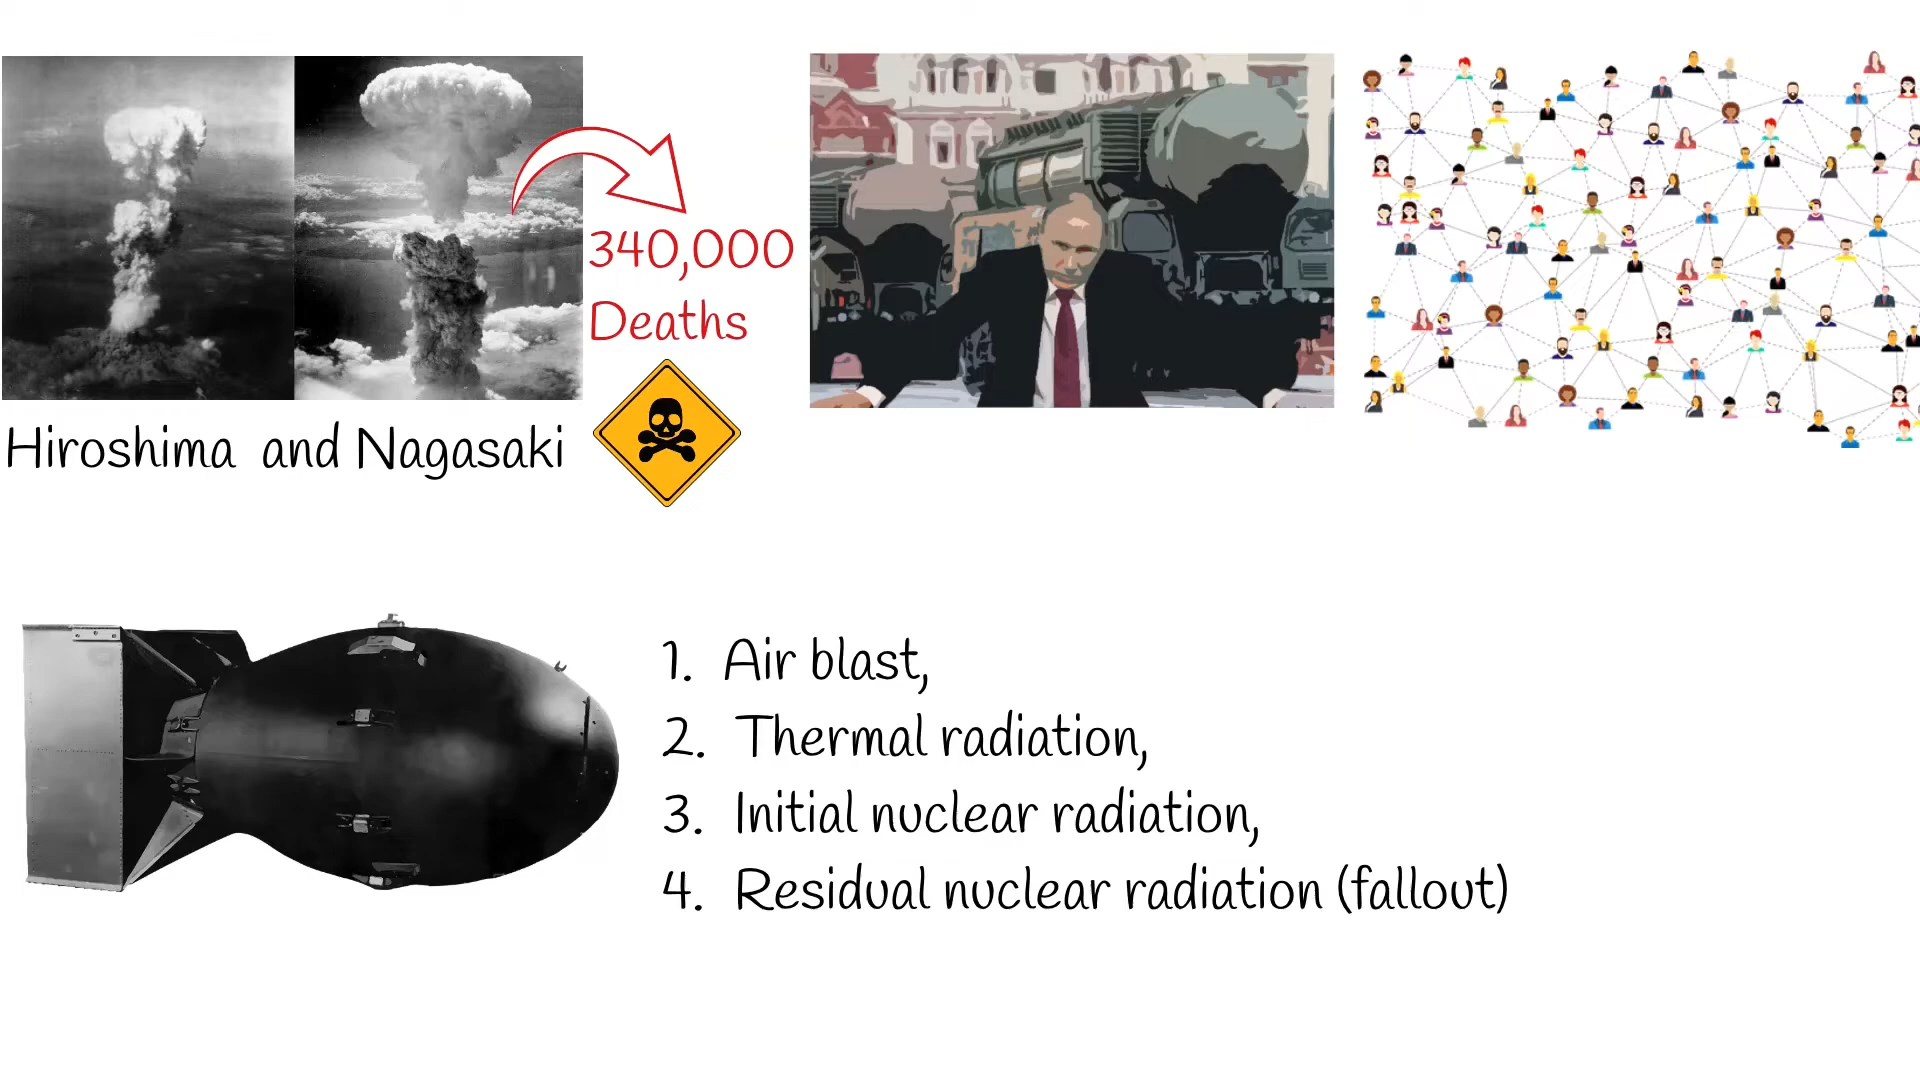 340,000
Deaths
Hiroshima and Nagasaki
1. Air blast,
2. Thermal radiation,
3. Initial nuclear radiation,
4. Residual nuclear radiation (fallout)